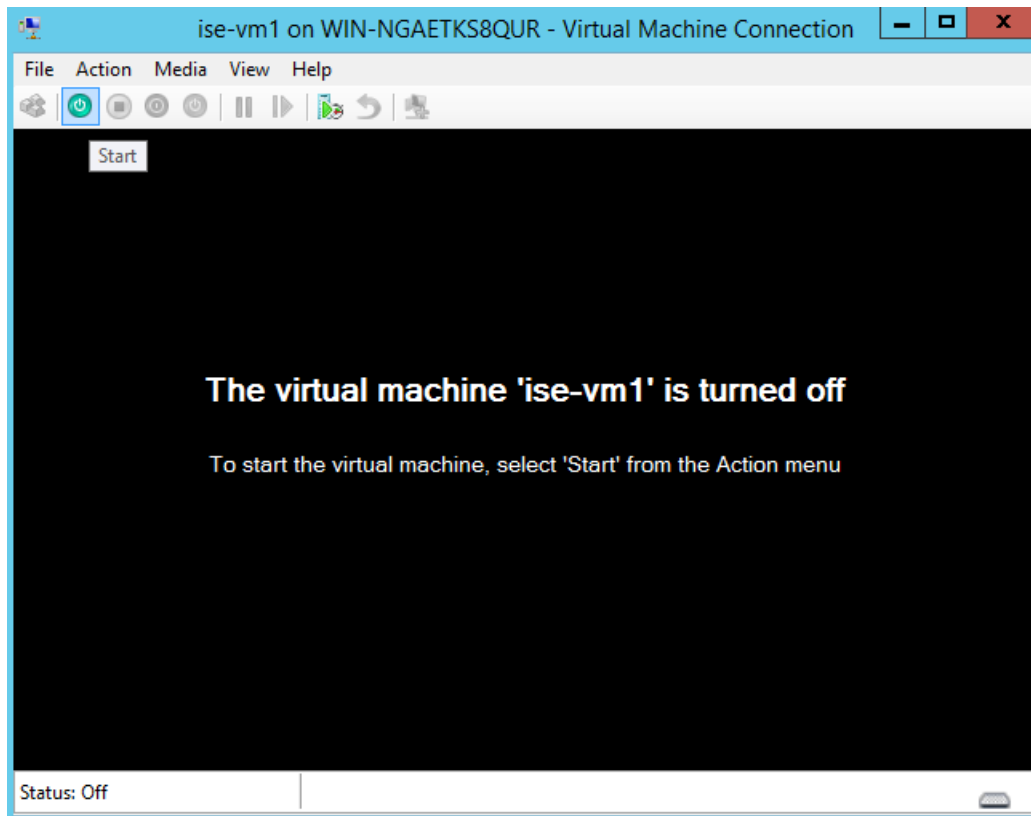 ise-vm1 on WIN-NGAETKS8QUR - Virtual Machine Connection
File Action Media View Help
Start
The virtual machine 'ise-vm1' is turned off
To start the virtual machine, select 'Start' from the Action menu
Status: Off